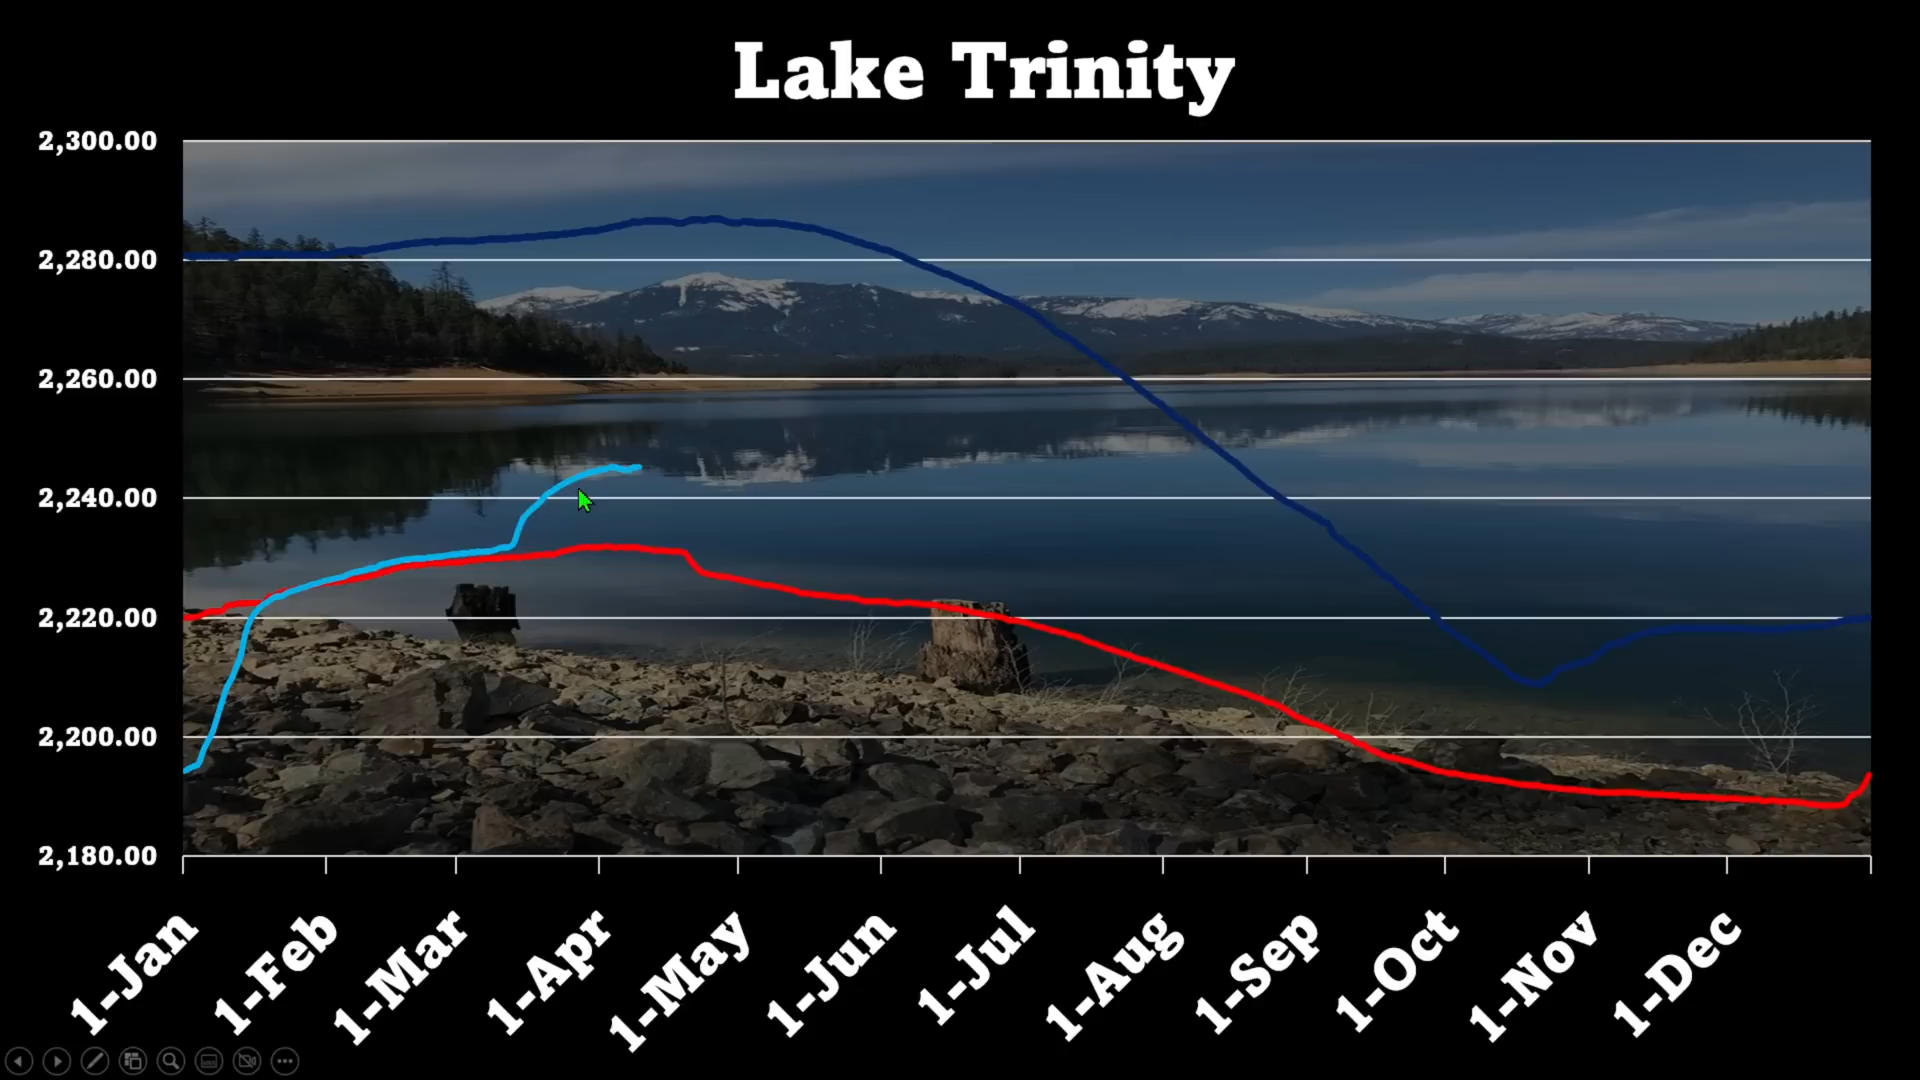 Lake Trinity
2,300.00
2,280.00
2,260.00
2,240.00
2,220.00
2,200.00
2,180.00
1-Jan
1-Feb
1-Mar
1-Apr
1-May
1-Jun
1-Jul
1-Aug
1-Sep
1-Oct
1-Nov
1-Dec